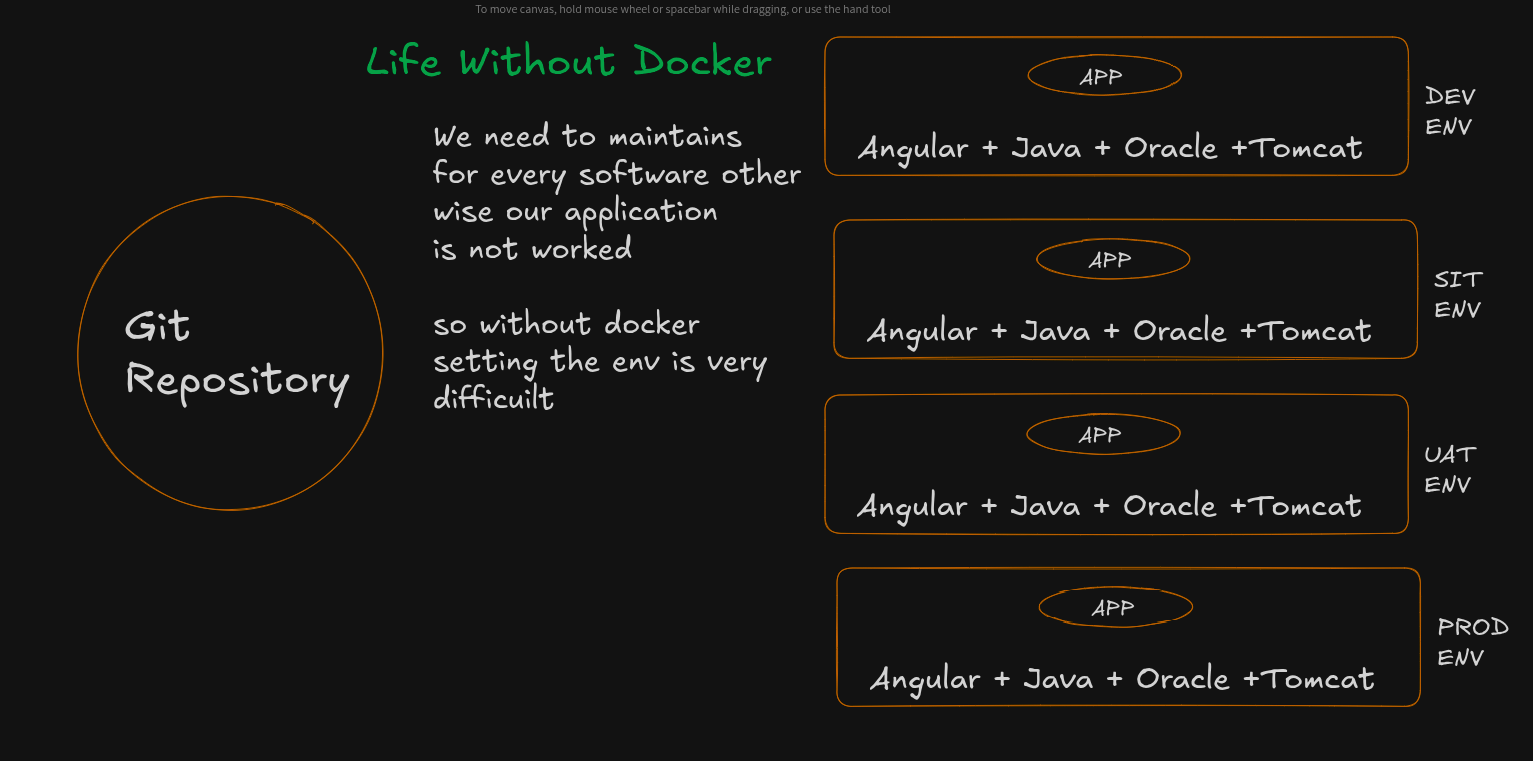 To move canvas, hold mouse wheel or spacebar while dragging, or use the hand tool
Life Without Docker
We need to maintains
for every software other
wise our application
is not worked
so without docker
setting the env is very
difficuilt
Git
Repository
APP
Angular + Java + Oracle +Tomcat
DEV
ENV
APP
Angular + Java + Oracle +Tomcat
SIT
ENV
APP
Angular + Java + Oracle +Tomcat
UAT
ENV
APP
Angular + Java + Oracle +Tomcat
PROD
ENV